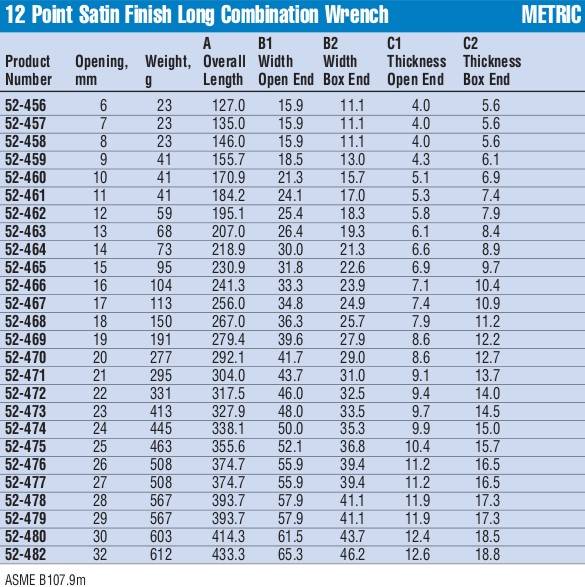 12 Point Satin Finish Long Combination Wrench METRIC
A B1 B2 C1 C2
Product Opening, Weight, Overall Width Width Thickness Thickness
Number mm g Length Open End Box End Open End Box End
52-456 6 23 127.0 15.9 11.1 4.0 5.6
52-457 7 23 135.0 15.9 11.1 4.0 5.6
52-458 8 23 146.0 15.9 11.1 4.0 5.6
52-459 9 41 155.7 18.5 13.0 4.3 6.1
52-460 10 41 170.9 21.3 15.7 5.1 6.9
52-461 11 41 184.2 24.1 17.0 5.3 7.4
52-462 12 59 195.1 25.4 18.3 5.8 7.9
52-463 13 68 207.0 26.4 19.3 6.1 8.4
52-464 14 73 218.9 30.0 21.3 6.6 8.9
52-465 15 95 230.9 31.8 22.6 6.9 9.7
52-466 16 104 241.3 33.3 23.9 7.1 10.4
52-467 17 113 256.0 34.8 24.9 7.4 10.9
52-468 18 150 267.0 36.3 25.7 7.9 11.2
52-469 19 191 279.4 39.6 27.9 8.6 12.2
52-470 20 277 292.1 41.7 29.0 8.6 12.7
52-471 21 295 304.0 43.7 31.0 9.1 13.7
52-472 22 331 317.5 46.0 32.5 9.4 14.0
52-473 23 413 327.9 48.0 33.5 9.7 14.5
52-474 24 445 338.1 50.0 35.3 9.9 15.0
52-475 25 463 355.6 52.1 36.8 10.4 15.7
52-476 26 508 374.7 55.9 39.4 11.2 16.5
52-477 27 508 374.7 55.9 39.4 11.2 16.5
52-478 28 567 393.7 57.9 41.1 11.9 17.3
52-479 29 567 393.7 57.9 41.1 11.9 17.3
52-480 30 603 414.3 61.5 43.7 12.4 18.5
52-482 32 612 433.3 65.3 46.2 12.6 18.8
ASME B107.9m